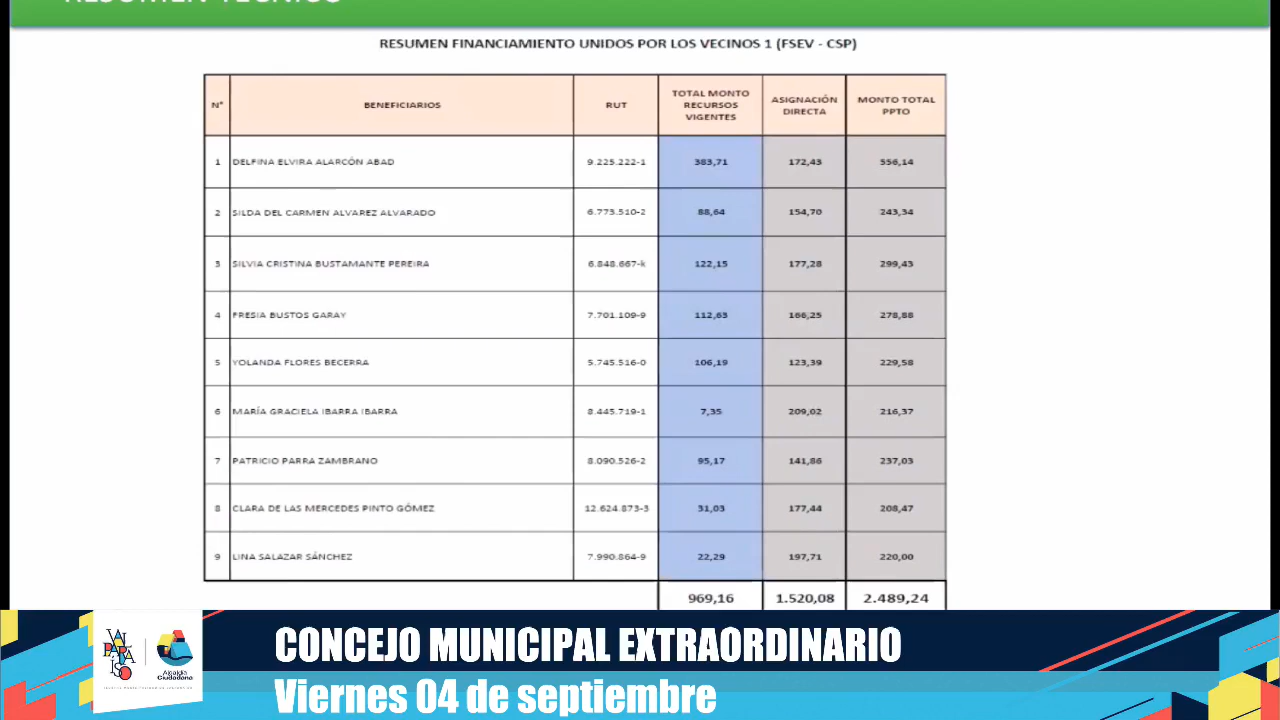 RESUMEN TÉCNICO
RESUMEN FINANCIAMIENTO UNIDOS POR LOS VECINOS 1 (FSEV - CSP)
N° BENEFICIARIOS RUT TOTAL MONTO RECURSOS VIGENTES ASIGNACIÓN DIRECTA MONTO TOTAL PPTO
1 DELFINA ELVIRA ALARCÓN ABAD 9.225.222-1 383,71 172,43 556,14
2 SILDA DEL CARMEN ALVAREZ ALVARADO 6.773.510-2 88,64 154,70 243,34
3 SILVIA CRISTINA BUSTAMANTE PEREIRA 6.848.667-k 122,15 177,28 299,43
4 FRESIA BUSTOS GARAY 7.701.109-9 112,63 166,25 278,88
5 YOLANDA FLORES BECERRA 5.745.516-0 106,19 123,39 229,58
6 MARÍA GRACIELA IBARRA IBARRA 8.445.719-1 7,35 209,02 216,37
7 PATRICIO PARRA ZAMBRANO 8.090.526-2 95,17 141,86 237,03
8 CLARA DE LAS MERCEDES PINTO GÓMEZ 12.624.873-3 31,03 177,44 208,47
9 LINA SALAZAR SÁNCHEZ 7.990.864-9 22,29 197,71 220,00
969,16 1.520,08 2.489,24
VALPARAÍSO
Alcaldía Ciudadana
CONCEJO MUNICIPAL EXTRAORDINARIO
Viernes 04 de septiembre